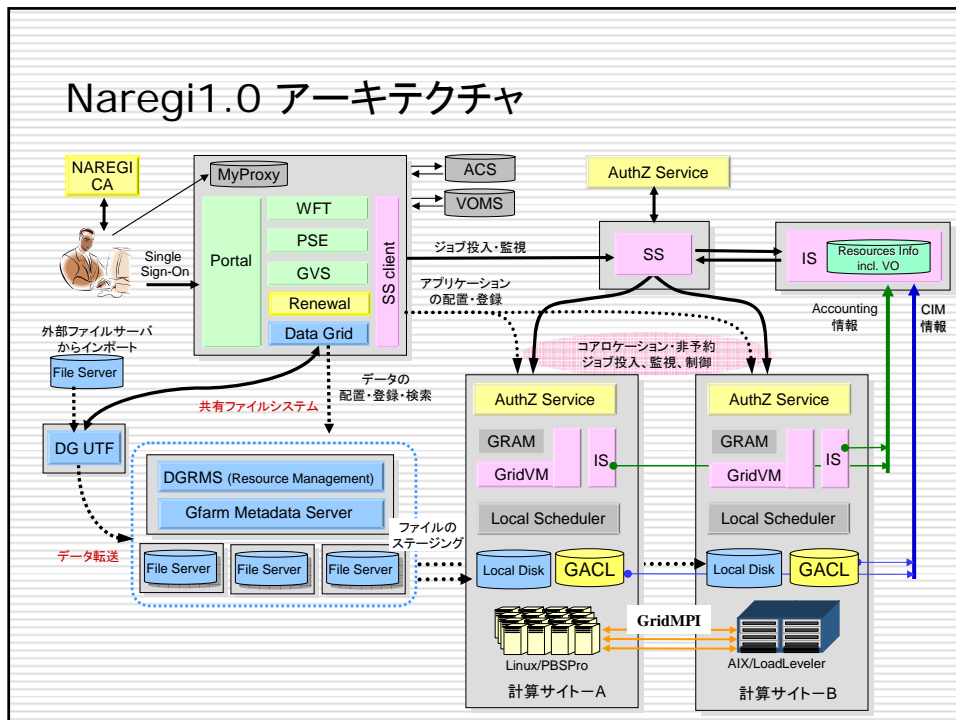 Naregi1.0 アーキテクチャ
NAREGI
CA
MyProxy
ACS
VOMS
AuthZ Service
WFT
PSE
GVS
Renewal
Data Grid
Portal
SS client
Single
Sign-On
ジョブ投入・監視
SS
IS
Resources Info
incl. VO
アプリケーション
の配置・登録
Accounting
情報
CIM
情報
外部ファイルサーバ
からインポート
File Server
コアロケーション・非予約
ジョブ投入、監視、制御
データの
配置・登録・検索
共有ファイルシステム
DG UTF
DGRMS (Resource Management)
Gfarm Metadata Server
データ転送
File Server
File Server
File Server
ファイルの
ステージング
AuthZ Service
GRAM
GridVM
IS
Local Scheduler
Local Disk
GACL
Linux/PBSPro
計算サイトーA
GridMPI
AuthZ Service
GRAM
GridVM
IS
Local Scheduler
Local Disk
GACL
AIX/LoadLeveler
計算サイトーB